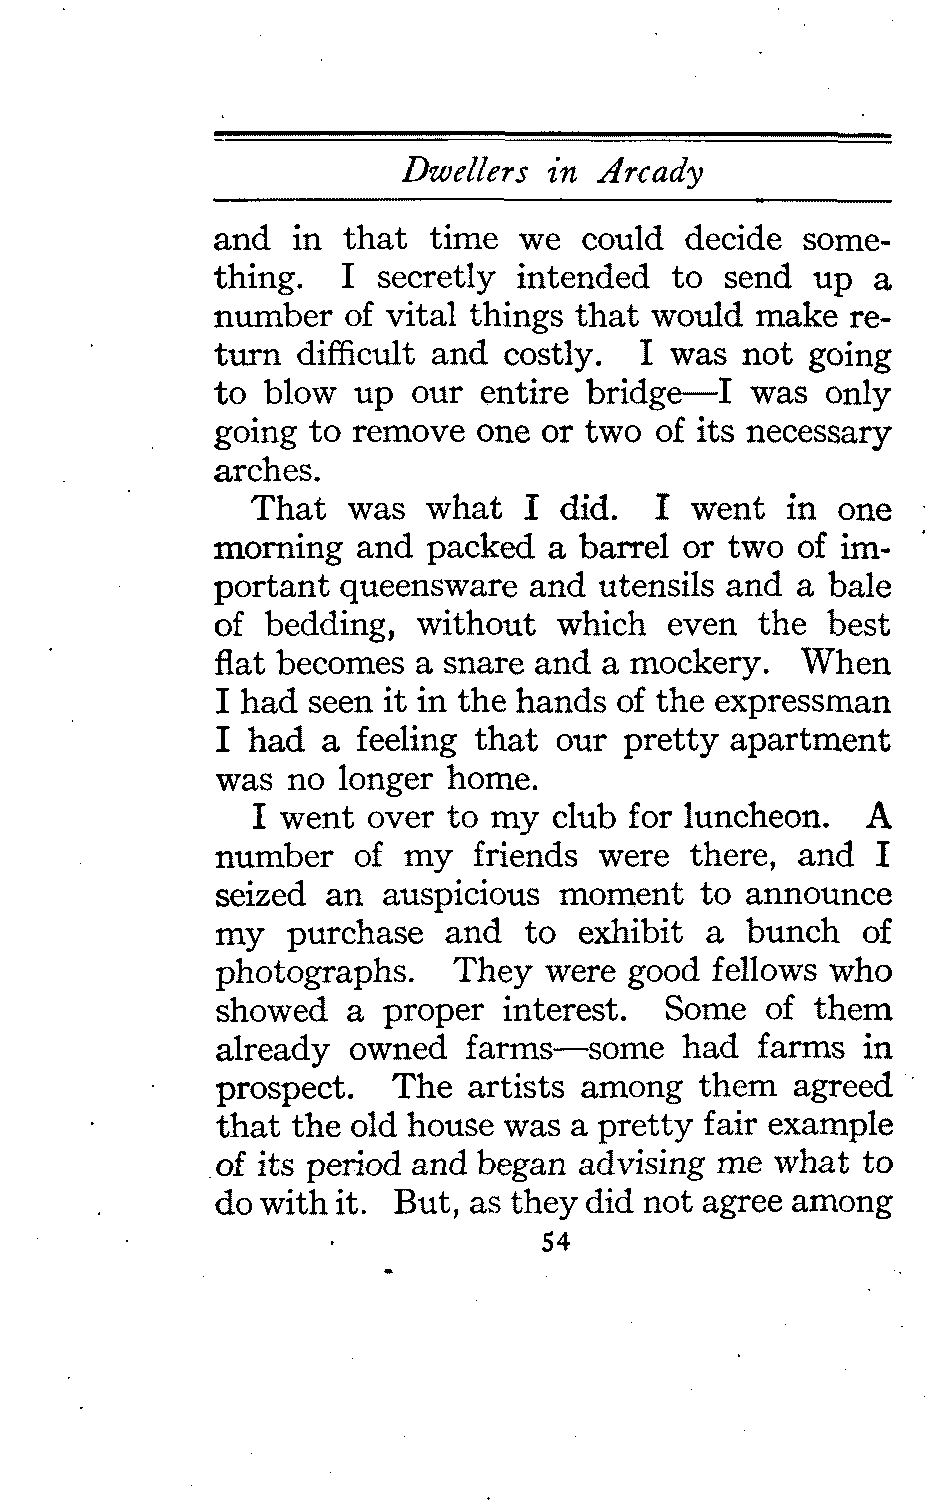 Dwellers in Arcady
and in that time we could decide some-
thing. I secretly intended to send up a
number of vital things that would make re-
turn difficult and costly. I was not going
to blow up our entire bridge—I was only
going to remove one or two of its necessary
arches.
That was what I did. I went in one
morning and packed a barrel or two of im-
portant queensware and utensils and a bale
of bedding, without which even the best
flat becomes a snare and a mockery. When
I had seen it in the hands of the expressman
I had a feeling that our pretty apartment
was no longer home.
I went over to my club for luncheon. A
number of my friends were there, and I
seized an auspicious moment to announce
my purchase and to exhibit a bunch of
photographs. They were good fellows who
showed a proper interest. Some of them
already owned farms—some had farms in
prospect. The artists among them agreed
that the old house was a pretty fair example
of its period and began advising me what to
do with it. But, as they did not agree among
54